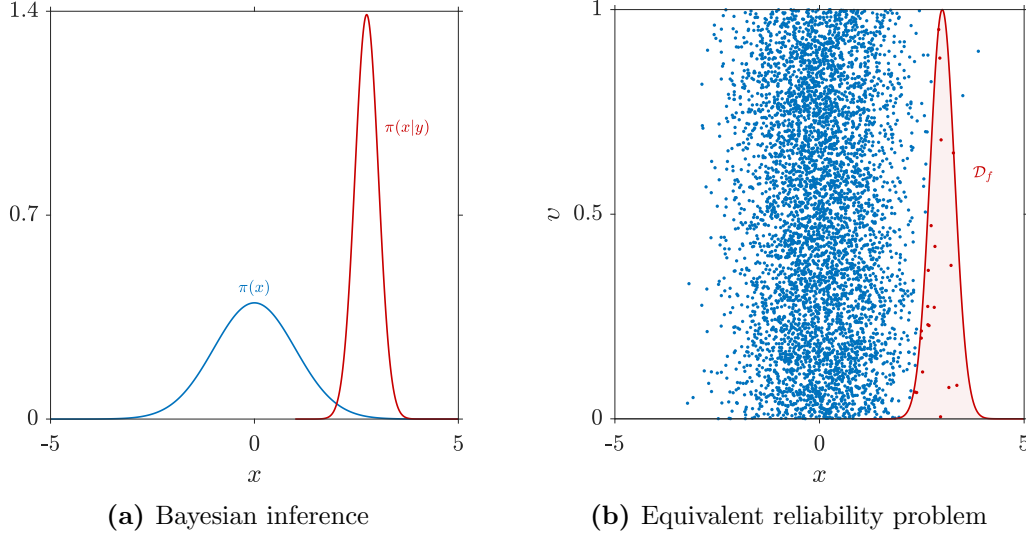 1.4
0.7
0
-5
0
5
x
π(x)
π(x|y)
(a) Bayesian inference
1
0.5
0
υ
-5
0
5
x
𝒟_f
(b) Equivalent reliability problem